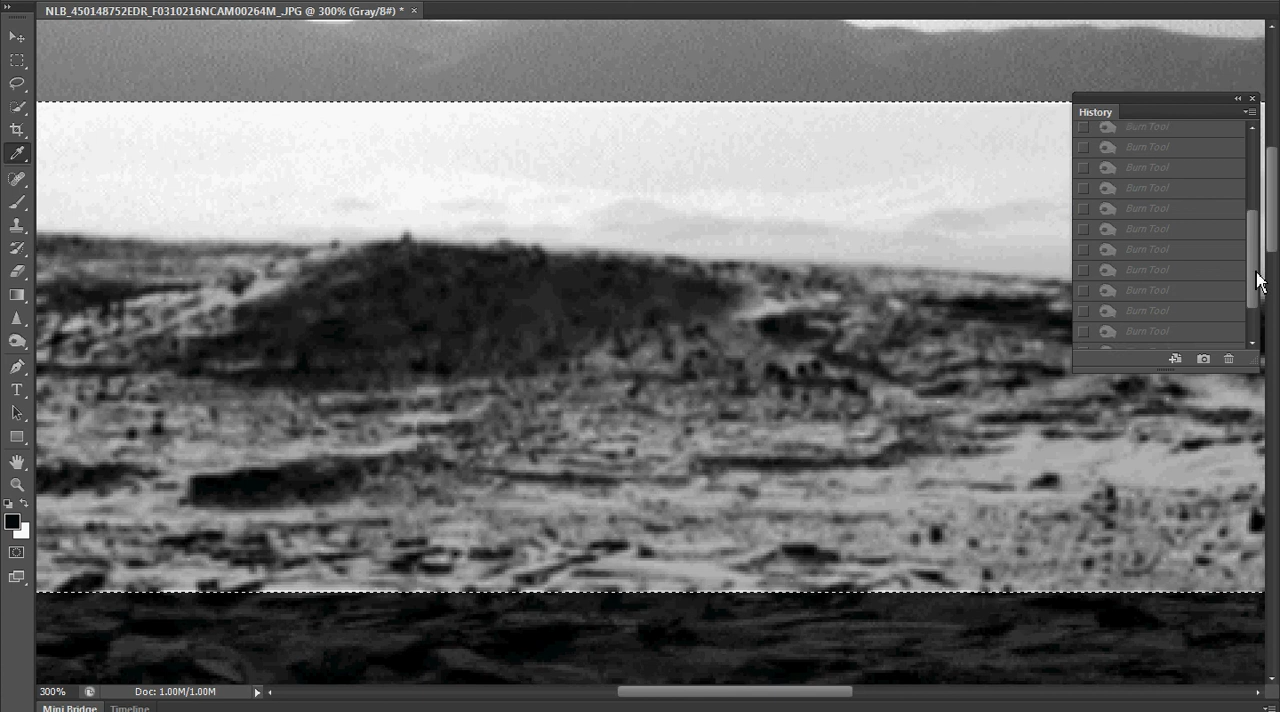 NLB_450148752EDR_F0310216NCAM00264M_.JPG @ 300% (Gray/8#) * ×
History
Burn Tool
Burn Tool
Burn Tool
Burn Tool
Burn Tool
Burn Tool
Burn Tool
Burn Tool
Burn Tool
Burn Tool
Burn Tool
T
300%
Doc: 1.00M/1.00M
Mini Bridge
Timeline